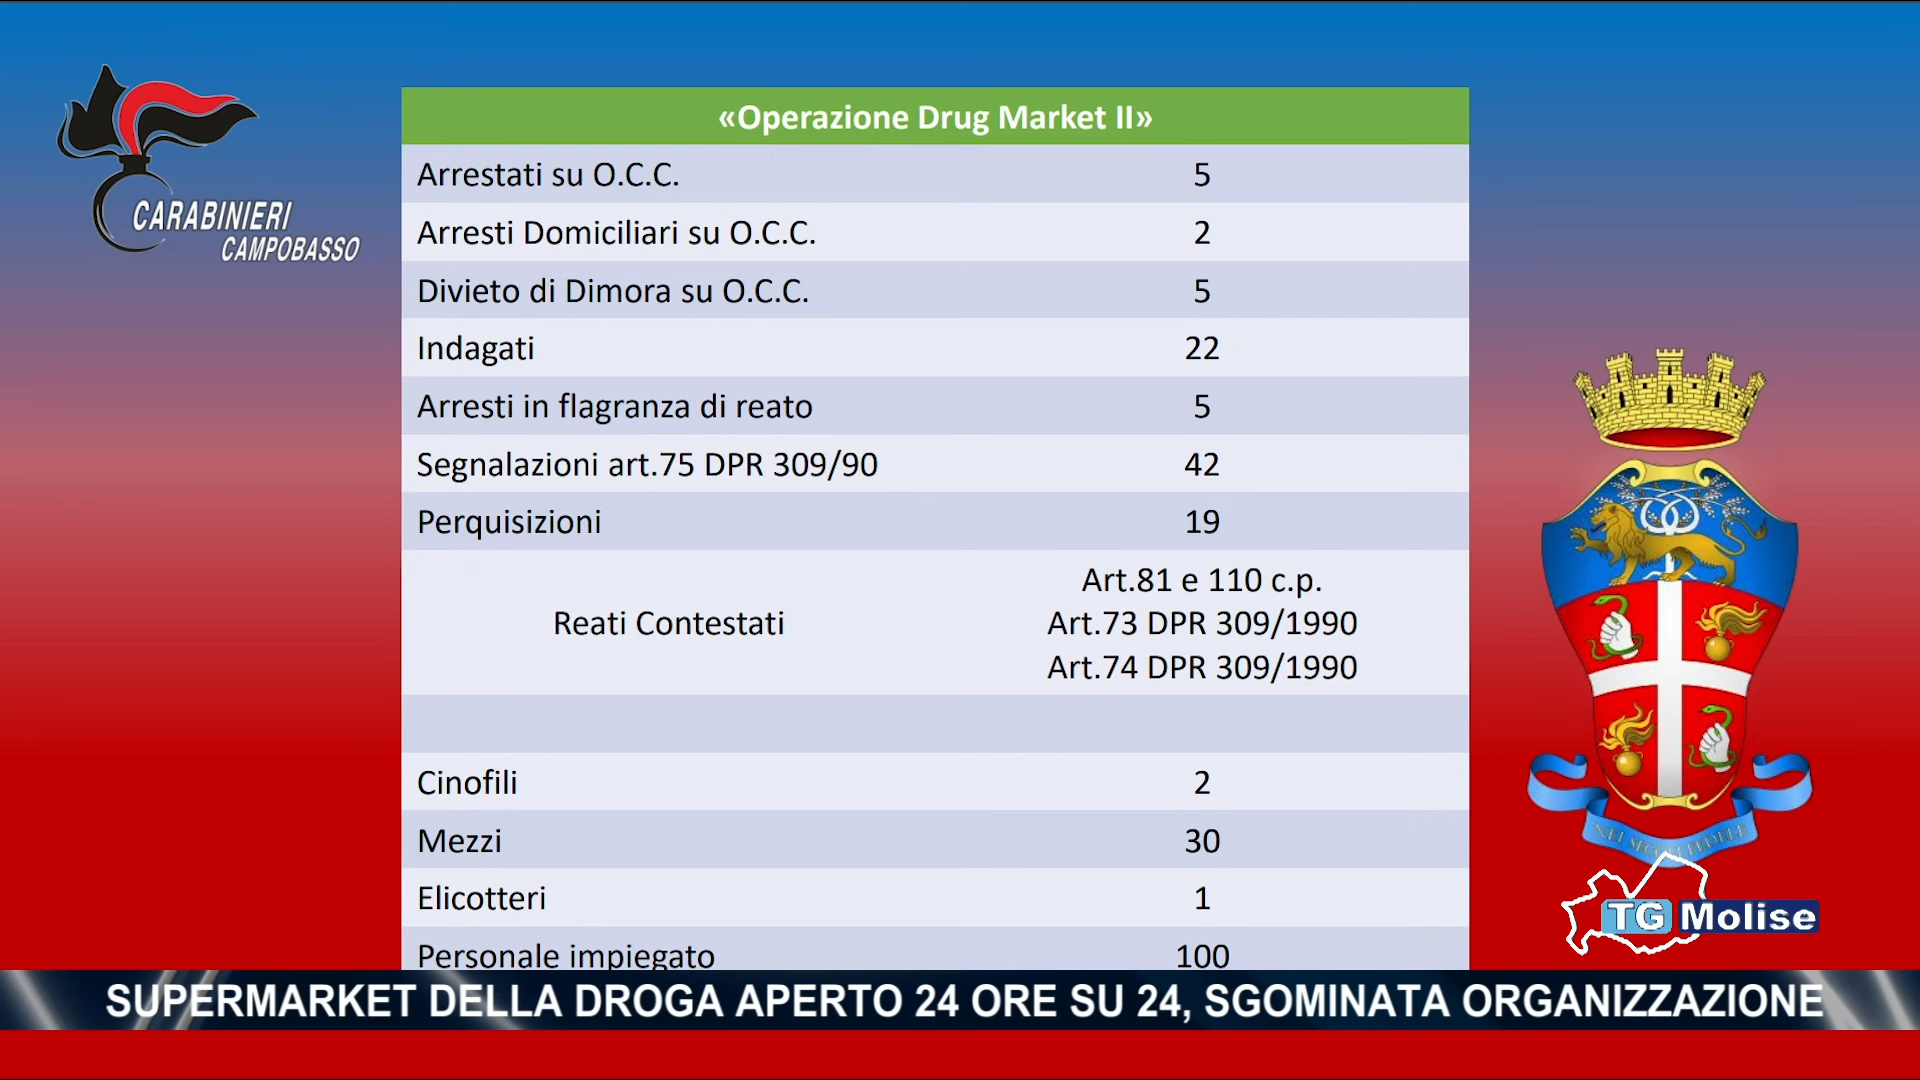 CARABINIERI
CAMPOBASSO
«Operazione Drug Market II»
Arrestati su O.C.C. 5
Arresti Domiciliari su O.C.C. 2
Divieto di Dimora su O.C.C. 5
Indagati 22
Arresti in flagranza di reato 5
Segnalazioni art.75 DPR 309/90 42
Perquisizioni 19
Reati Contestati
Art.81 e 110 c.p.
Art.73 DPR 309/1990
Art.74 DPR 309/1990
Cinofili 2
Mezzi 30
Elicotteri 1
Personale impiegato 100
TG Molise
SUPERMARKET DELLA DROGA APERTO 24 ORE SU 24, SGOMINATA ORGANIZZAZIONE